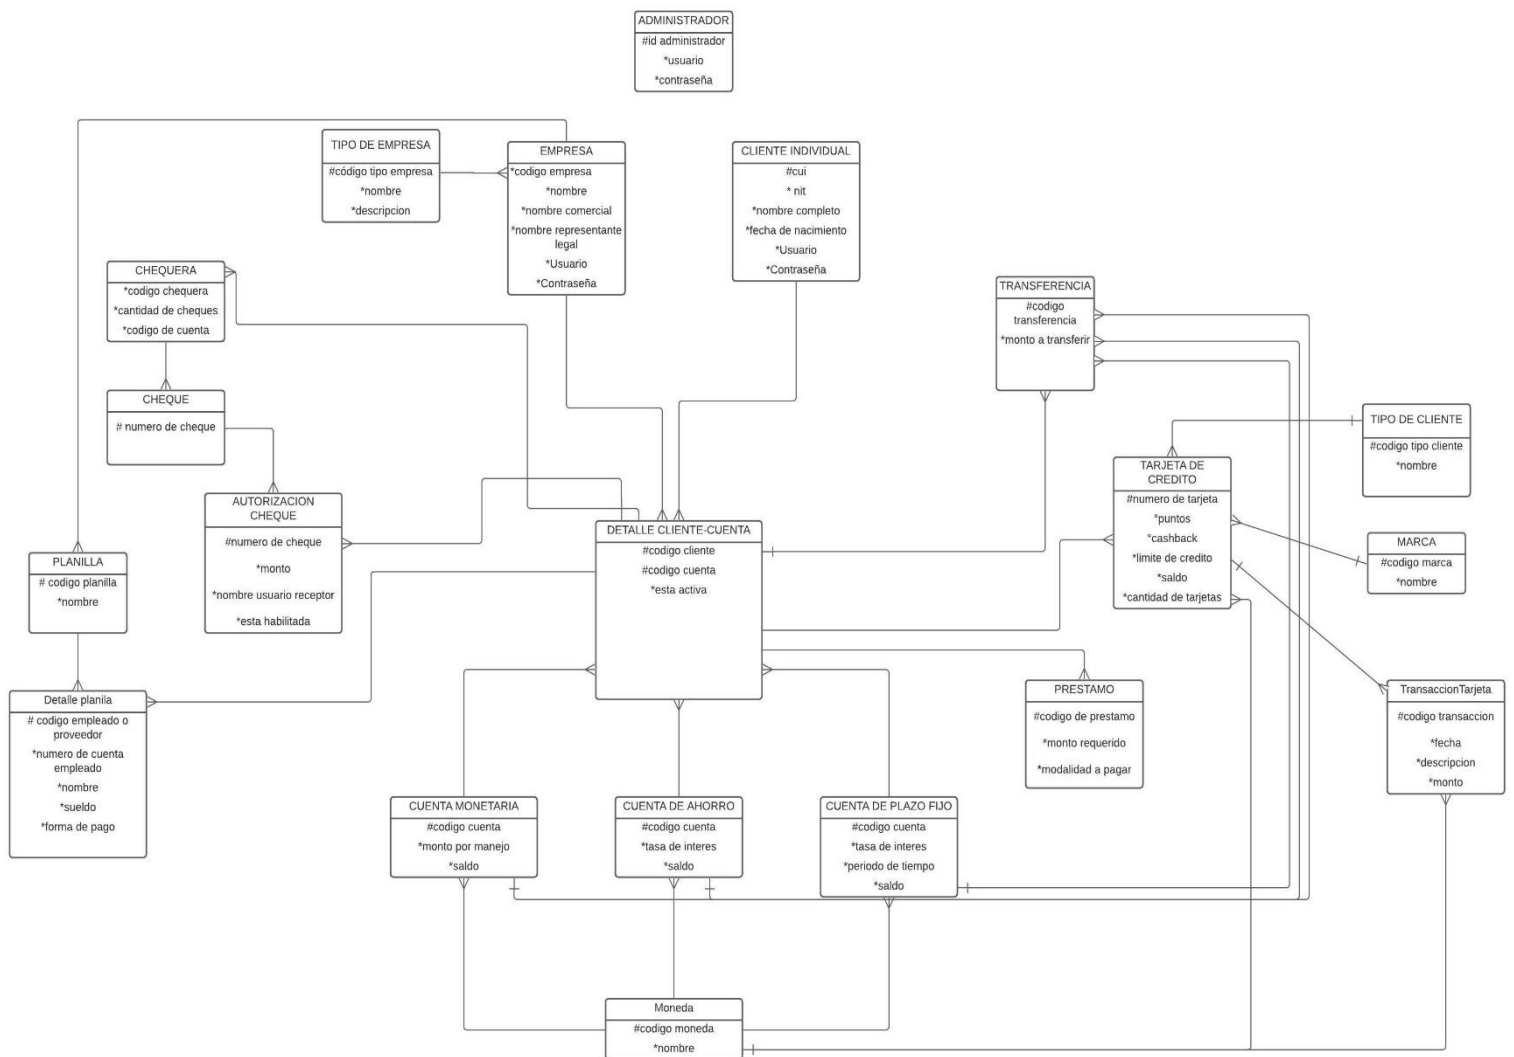 ADMINISTRADOR
#id administrador
*usuario
*contraseña
TIPO DE EMPRESA
#código tipo empresa
*nombre
*descripcion
EMPRESA
*codigo empresa
*nombre
*nombre comercial
*nombre representante
legal
*Usuario
*Contraseña
CLIENTE INDIVIDUAL
#cui
* nit
*nombre completo
*fecha de nacimiento
*Usuario
*Contraseña
CHEQUERA
*codigo chequera
*cantidad de cheques
*codigo de cuenta
TRANSFERENCIA
#codigo
transferencia
*monto a transferir
CHEQUE
# numero de cheque
TIPO DE CLIENTE
#codigo tipo cliente
*nombre
TARJETA DE
CREDITO
#numero de tarjeta
*puntos
*cashback
*limite de credito
*saldo
*cantidad de tarjetas
AUTORIZACION
CHEQUE
#numero de cheque
*monto
*nombre usuario receptor
*esta habilitada
DETALLE CLIENTE-CUENTA
#codigo cliente
#codigo cuenta
*esta activa
MARCA
#codigo marca
*nombre
PLANILLA
# codigo planilla
*nombre
Detalle planila
# codigo empleado o
proveedor
*numero de cuenta
empleado
*nombre
*sueldo
*forma de pago
PRESTAMO
#codigo de prestamo
*monto requerido
*modalidad a pagar
TransaccionTarjeta
#codigo transaccion
*fecha
*descripcion
*monto
CUENTA MONETARIA
#codigo cuenta
*monto por manejo
*saldo
CUENTA DE AHORRO
#codigo cuenta
*tasa de interes
*saldo
CUENTA DE PLAZO FIJO
#codigo cuenta
*tasa de interes
*periodo de tiempo
*saldo
Moneda
#codigo moneda
*nombre